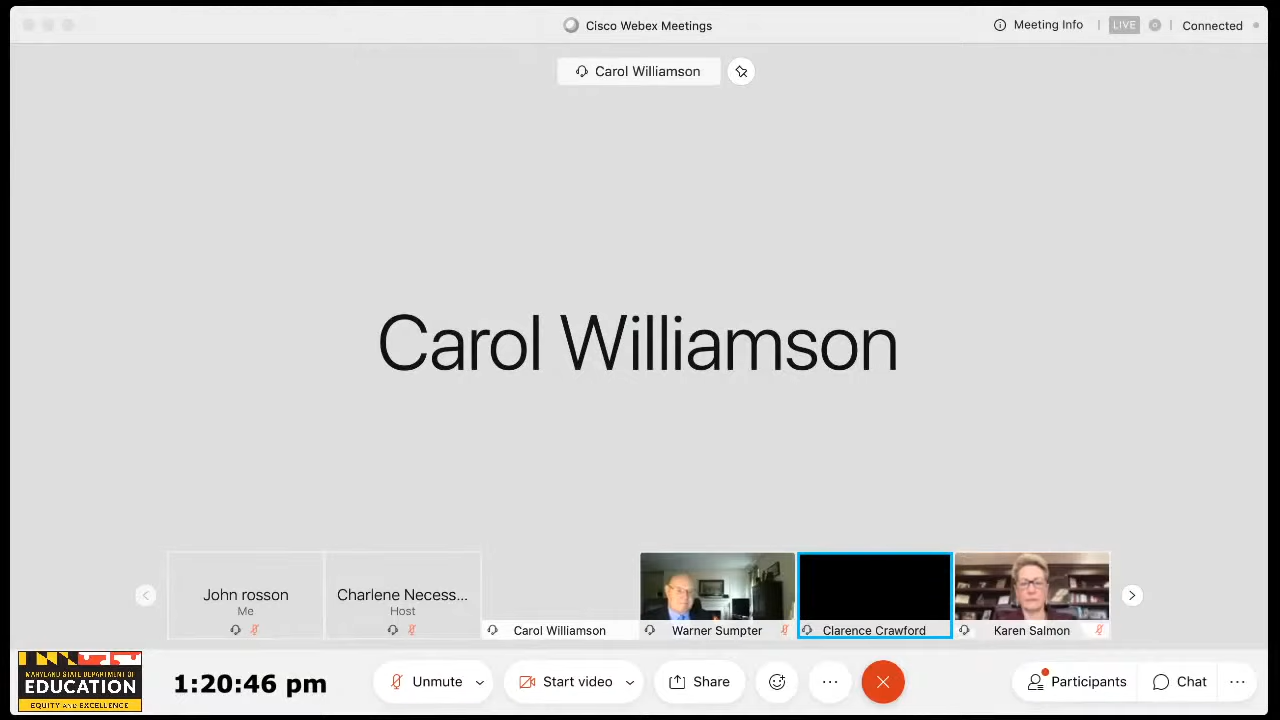 Cisco Webex Meetings
Meeting Info
LIVE
Connected
Carol Williamson
Carol Williamson
John rosson
Me
Charlene Necess...
Host
Carol Williamson
Warner Sumpter
Clarence Crawford
Karen Salmon
MARYLAND STATE DEPARTMENT OF
EDUCATION
EQUITY AND EXCELLENCE
1:20:46 pm
Unmute
Start video
Share
Participants
Chat